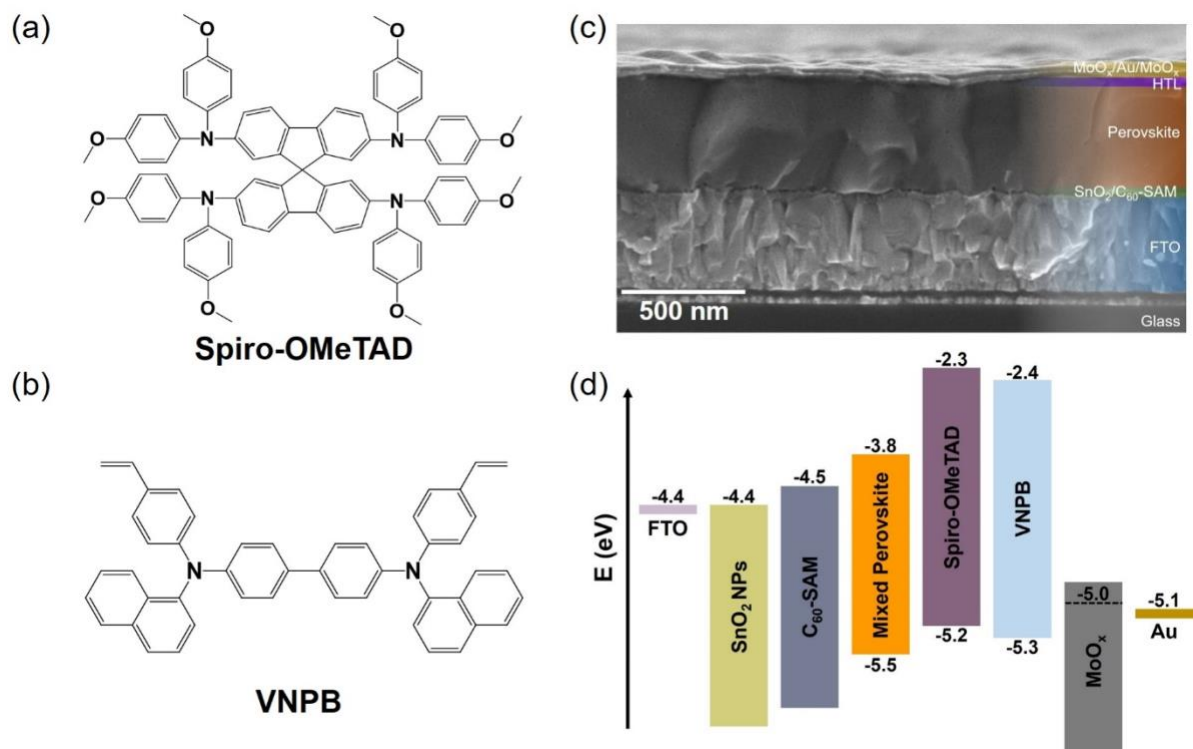 (a)
O
O
O
N
N
O
O
N
N
O
O
O
Spiro-OMeTAD
(b)
N
N
VNPB
(c)
MoOₓ/Au/MoOₓ
HTL
Perovskite
SnO₂/C₆₀-SAM
FTO
500 nm
Glass
(d)
E (eV)
-4.4
FTO
-4.4
SnO₂ NPs
-4.5
C₆₀-SAM
-3.8
Mixed Perovskite
-5.5
-2.3
Spiro-OMeTAD
-5.2
-2.4
VNPB
-5.3
-5.0
MoOₓ
-5.1
Au